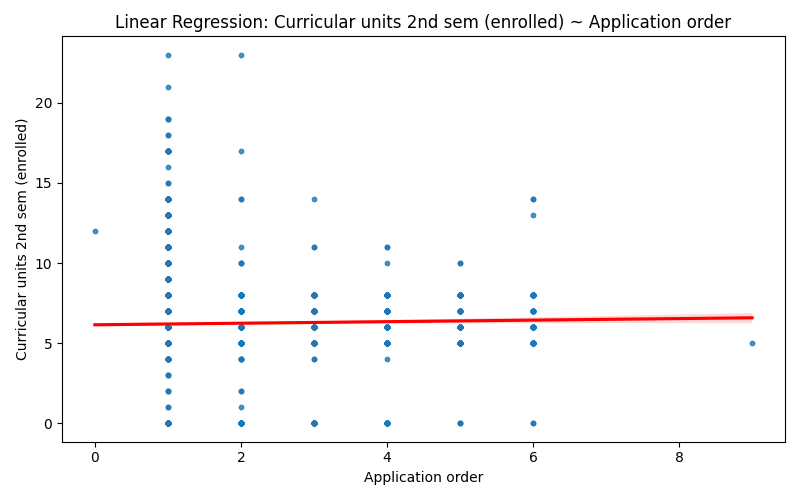 Linear Regression: Curricular units 2nd sem (enrolled) ~ Application order
Curricular units 2nd sem (enrolled)
20
15
10
5
0
0 2 4 6 8
Application order